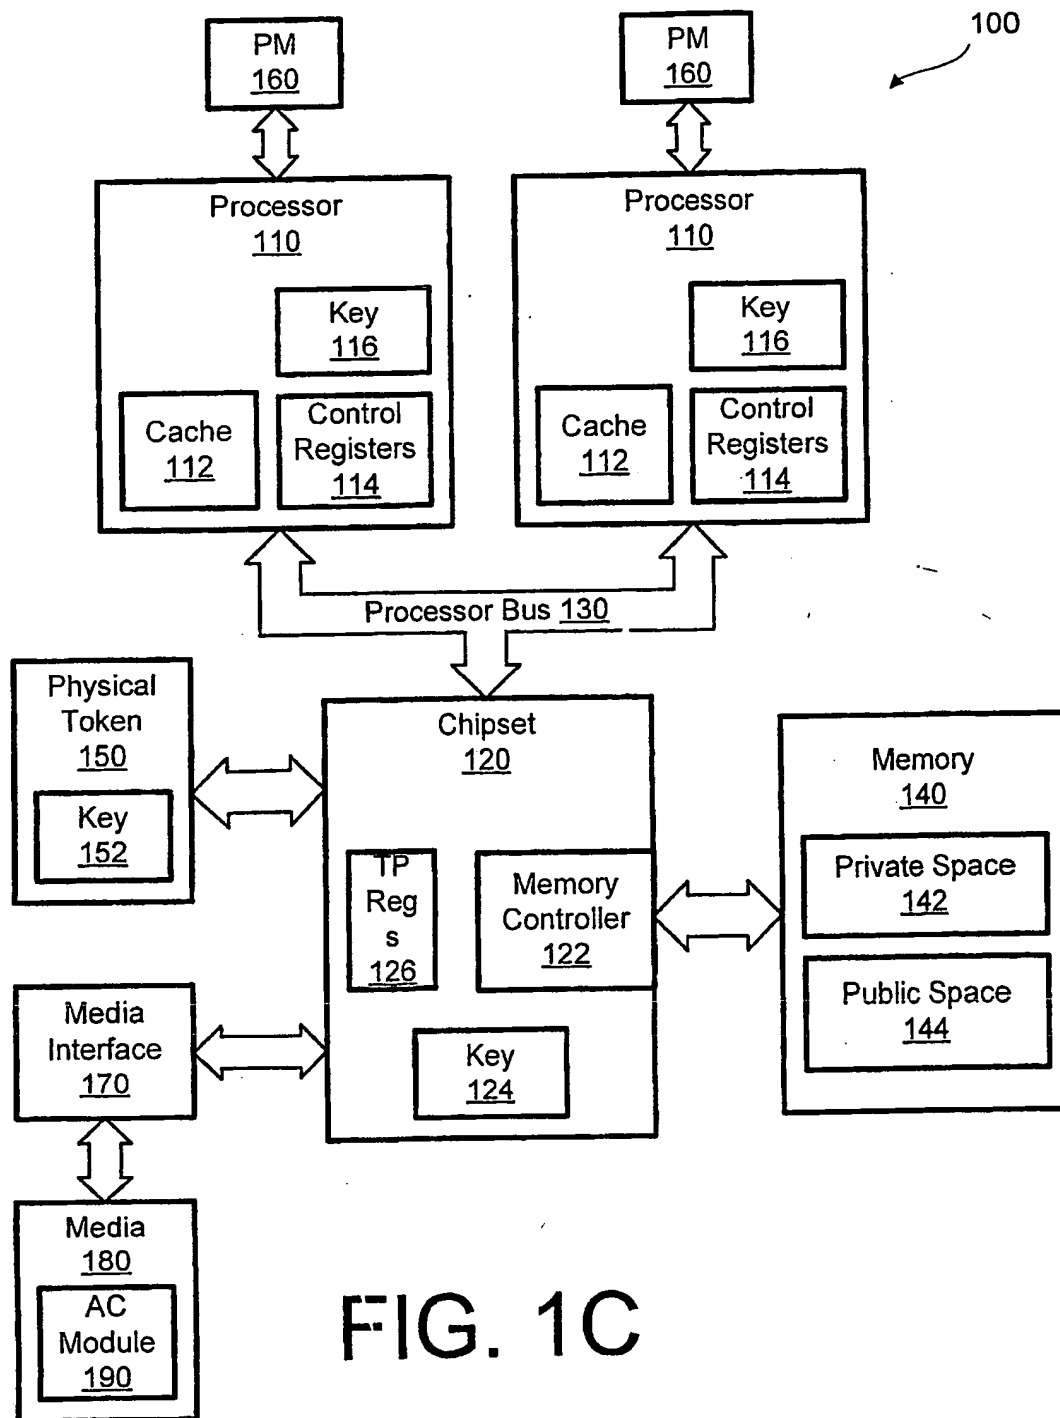 100
PM
160
PM
160
Processor
110
Key
116
Cache
112
Control
Registers
114
Processor
110
Key
116
Cache
112
Control
Registers
114
Processor Bus 130
Physical
Token
150
Key
152
Chipset
120
TP
Reg
s
126
Memory
Controller
122
Key
124
Memory
140
Private Space
142
Public Space
144
Media
Interface
170
Media
180
AC
Module
190
FIG. 1C